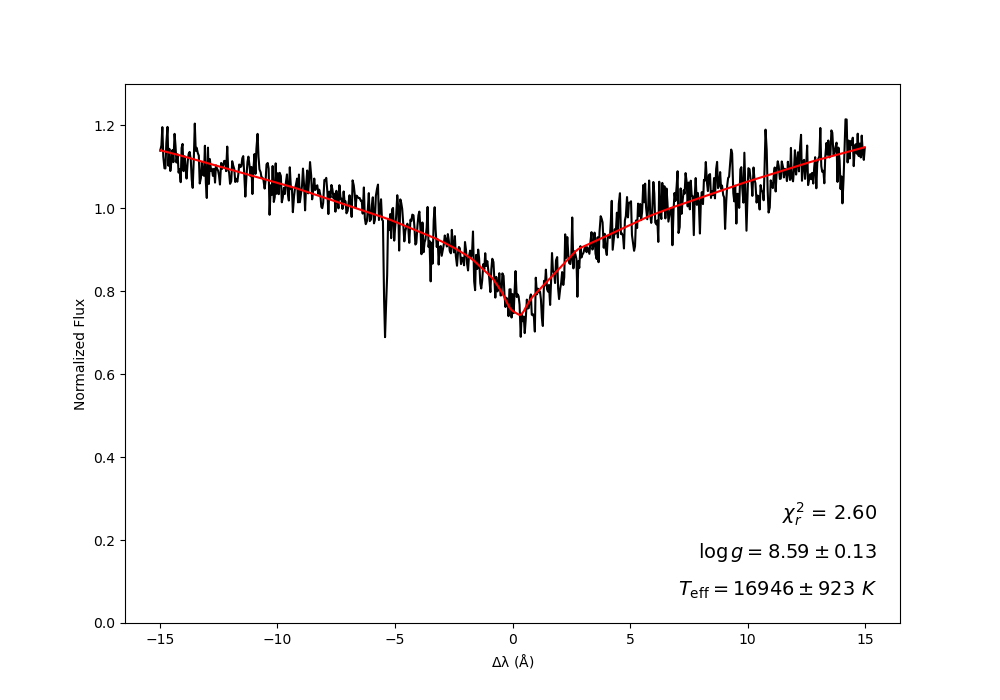 1.2
1.0
0.8
0.6
0.4
0.2
0.0
Normalized Flux
χ²ᵣ = 2.60
log g = 8.59 ± 0.13
T_eff = 16946 ± 923 K
−15 −10 −5 0 5 10 15
Δλ (Å)